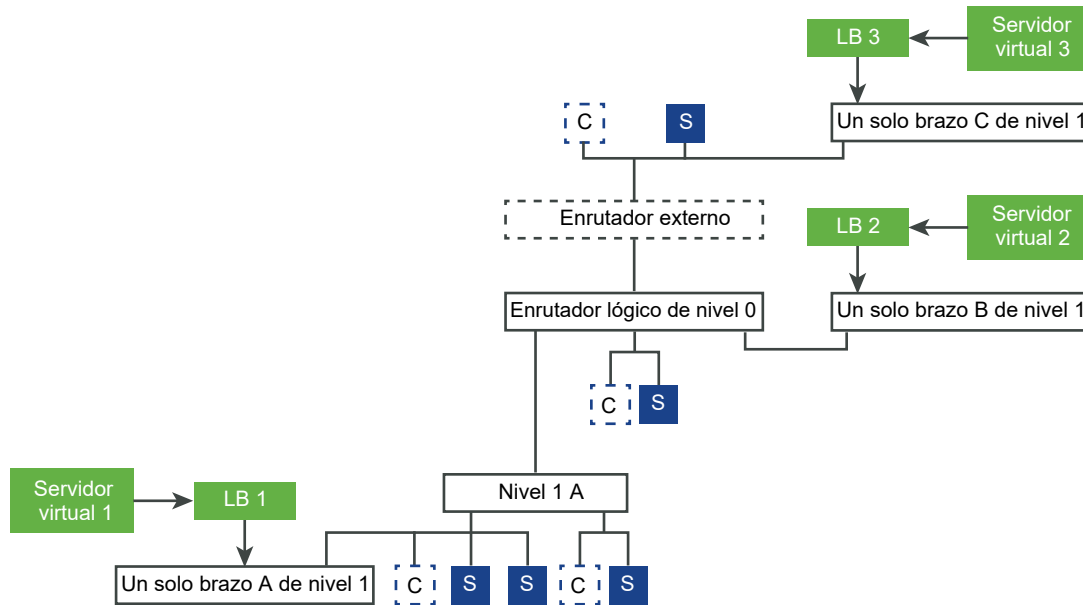 LB 3
Servidor
virtual 3
C
S
Un solo brazo C de nivel 1
Enrutador externo
LB 2
Servidor
virtual 2
Enrutador lógico de nivel 0
Un solo brazo B de nivel 1
C
S
Servidor
virtual 1
LB 1
Nivel 1 A
Un solo brazo A de nivel 1
C
S
S
C
S